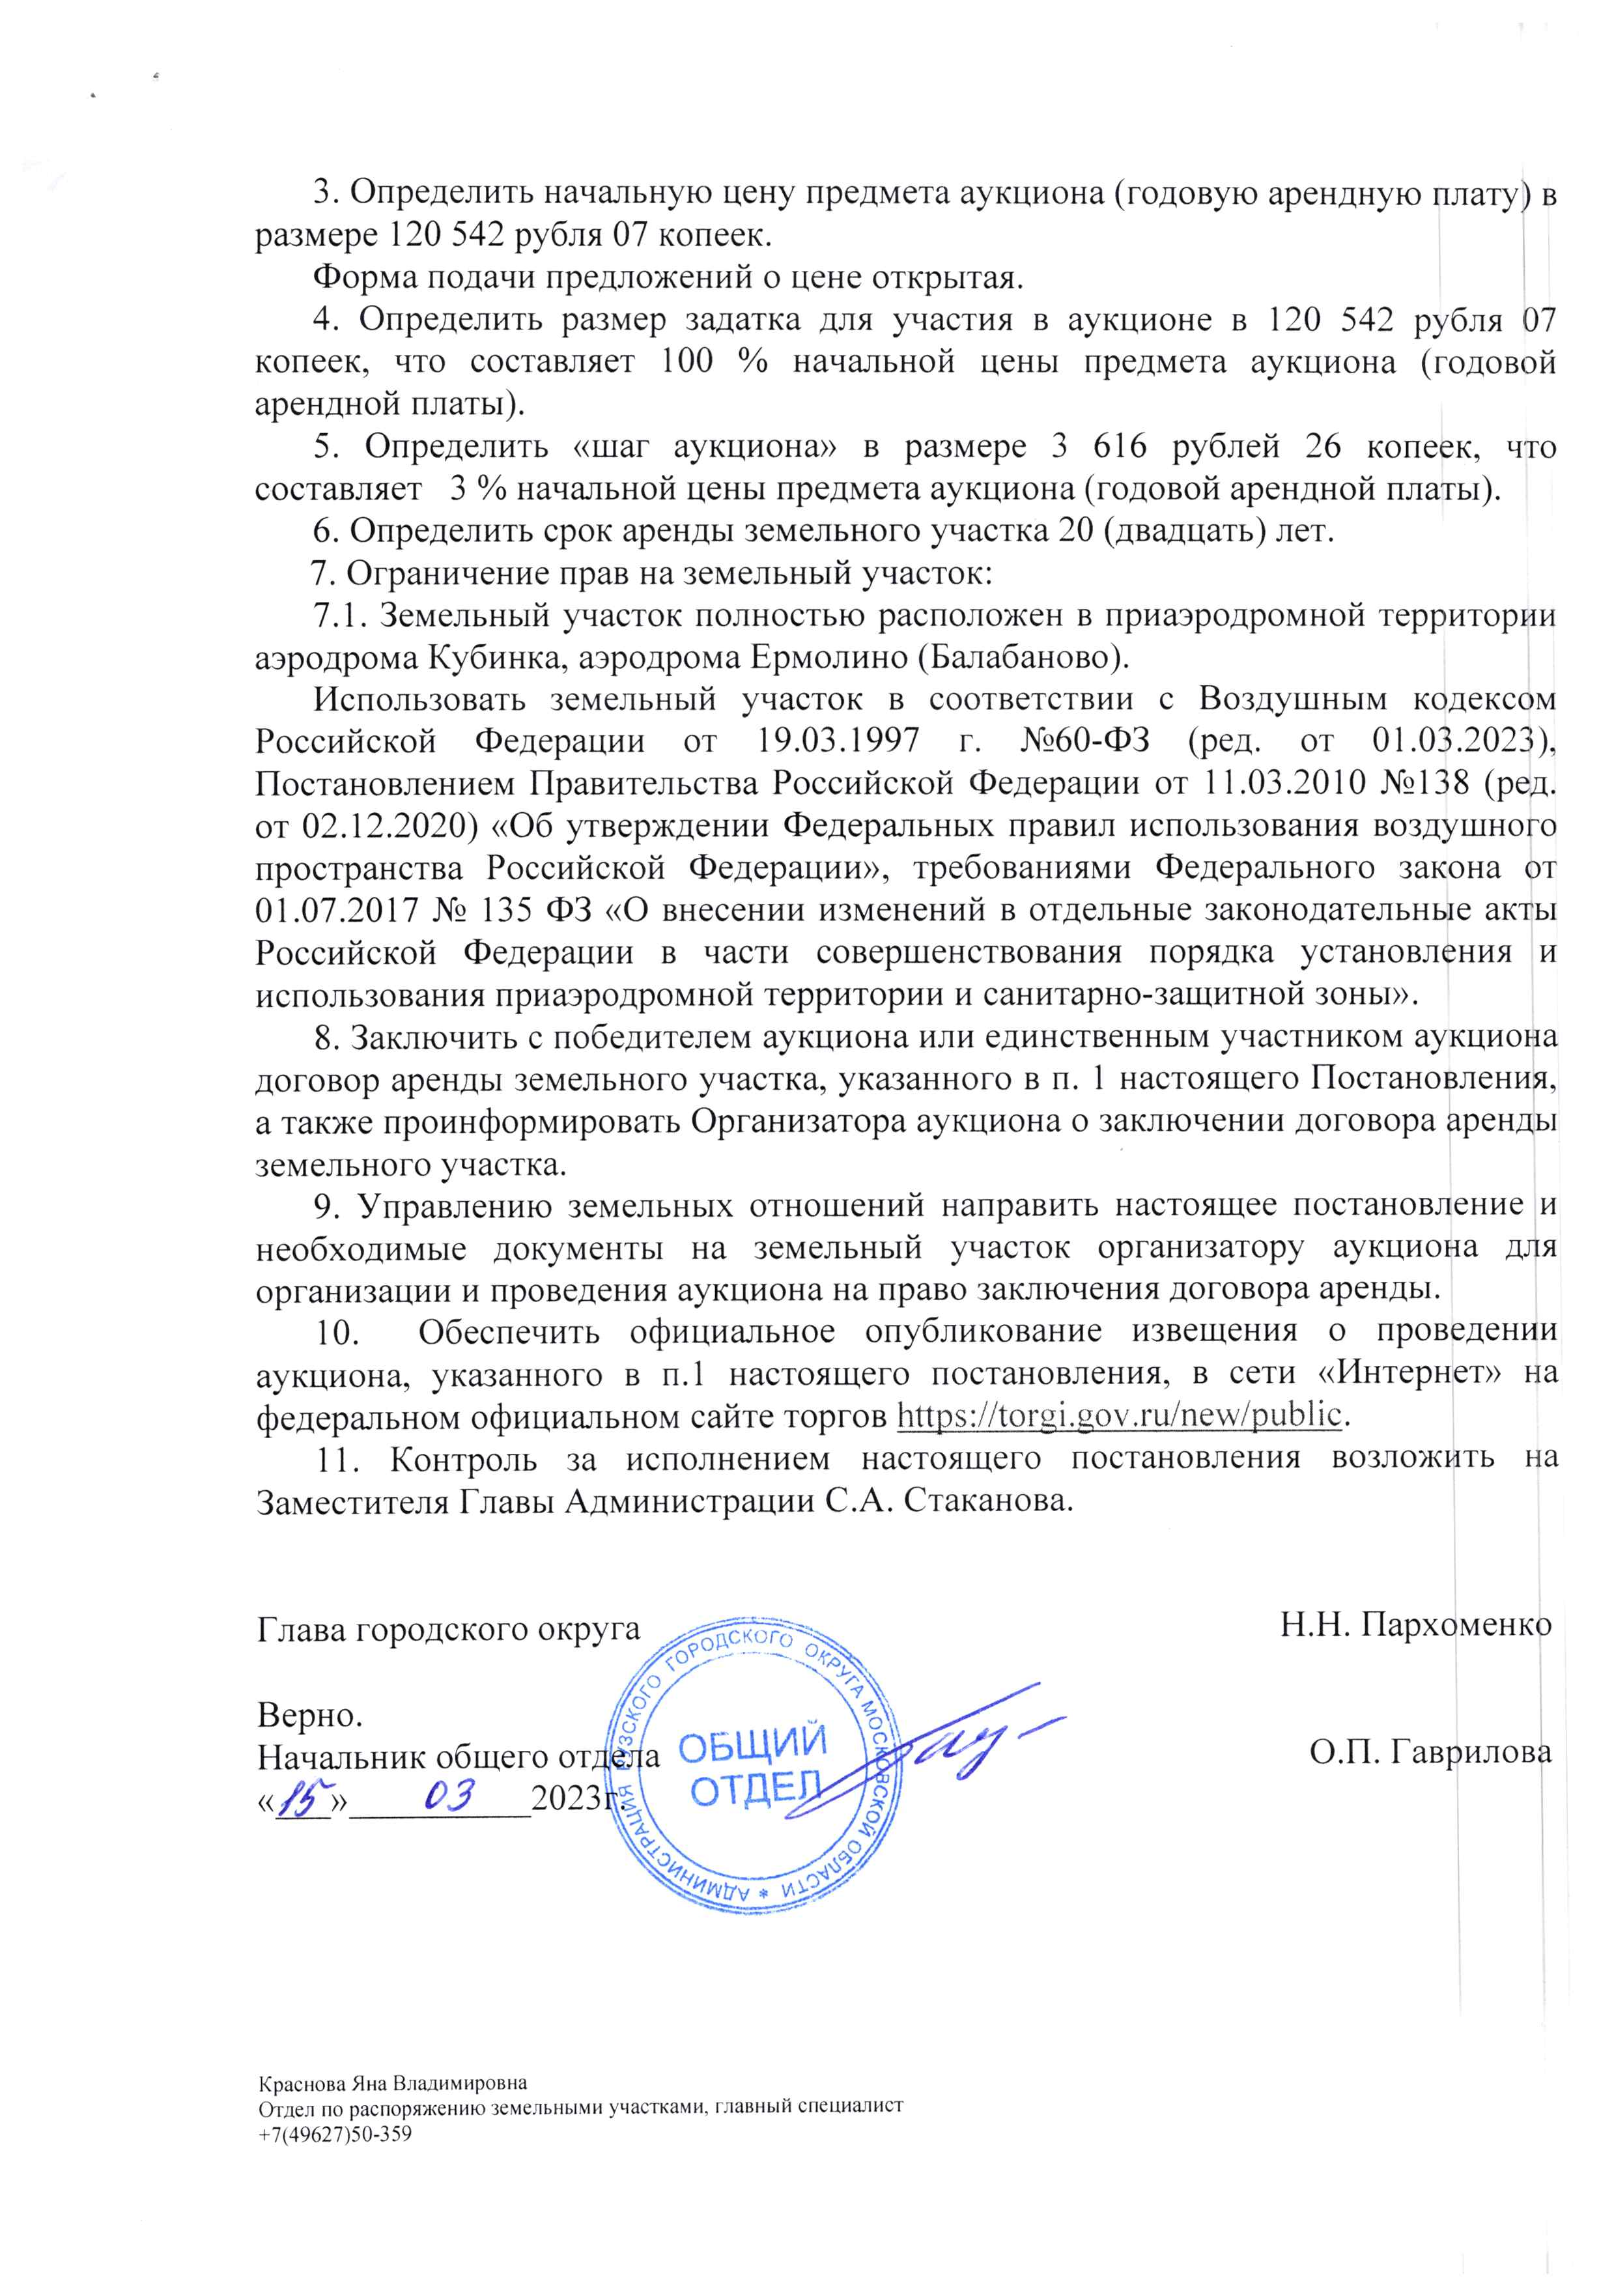 3. Определить начальную цену предмета аукциона (годовую арендную плату) в
размере 120 542 рубля 07 копеек.
Форма подачи предложений о цене открытая.
4. Определить размер задатка для участия в аукционе в 120 542 рубля 07
копеек, что составляет 100 % начальной цены предмета аукциона (годовой
арендной платы).
5. Определить «шаг аукциона» в размере 3 616 рублей 26 копеек, что
составляет 3 % начальной цены предмета аукциона (годовой арендной платы).
6. Определить срок аренды земельного участка 20 (двадцать) лет.
7. Ограничение прав на земельный участок:
7.1. Земельный участок полностью расположен в приаэродромной территории
аэродрома Кубинка, аэродрома Ермолино (Балабаново).
Использовать земельный участок в соответствии с Воздушным кодексом
Российской Федерации от 19.03.1997 г. №60-ФЗ (ред. от 01.03.2023),
Постановлением Правительства Российской Федерации от 11.03.2010 №138 (ред.
от 02.12.2020) «Об утверждении Федеральных правил использования воздушного
пространства Российской Федерации», требованиями Федерального закона от
01.07.2017 № 135 ФЗ «О внесении изменений в отдельные законодательные акты
Российской Федерации в части совершенствования порядка установления и
использования приаэродромной территории и санитарно-защитной зоны».
8. Заключить с победителем аукциона или единственным участником аукциона
договор аренды земельного участка, указанного в п. 1 настоящего Постановления,
а также проинформировать Организатора аукциона о заключении договора аренды
земельного участка.
9. Управлению земельных отношений направить настоящее постановление и
необходимые документы на земельный участок организатору аукциона для
организации и проведения аукциона на право заключения договора аренды.
10. Обеспечить официальное опубликование извещения о проведении
аукциона, указанного в п.1 настоящего постановления, в сети «Интернет» на
федеральном официальном сайте торгов https://torgi.gov.ru/new/public.
11. Контроль за исполнением настоящего постановления возложить на
Заместителя Главы Администрации С.А. Стаканова.
Глава городского округа Н.Н. Пархоменко
Верно.
Начальник общего отдела О.П. Гаврилова
«15» 03 2023г.
АДМИНИСТРАЦИЯ РУЗСКОГО ГОРОДСКОГО ОКРУГА МОСКОВСКОЙ ОБЛАСТИ *
ОБЩИЙ
ОТДЕЛ
Краснова Яна Владимировна
Отдел по распоряжению земельными участками, главный специалист
+7(49627)50-359